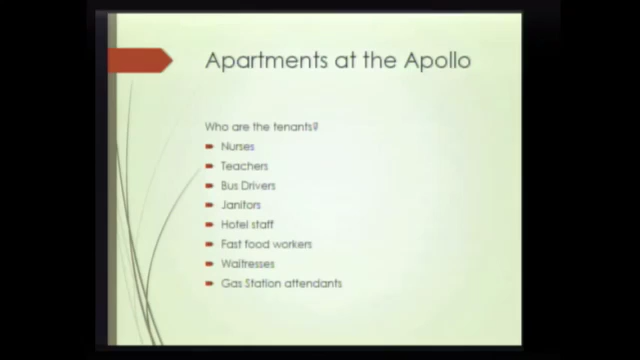 Apartments at the Apollo
Who are the tenants?
Nurses
Teachers
Bus Drivers
Janitors
Hotel staff
Fast food workers
Waitresses
Gas Station attendants